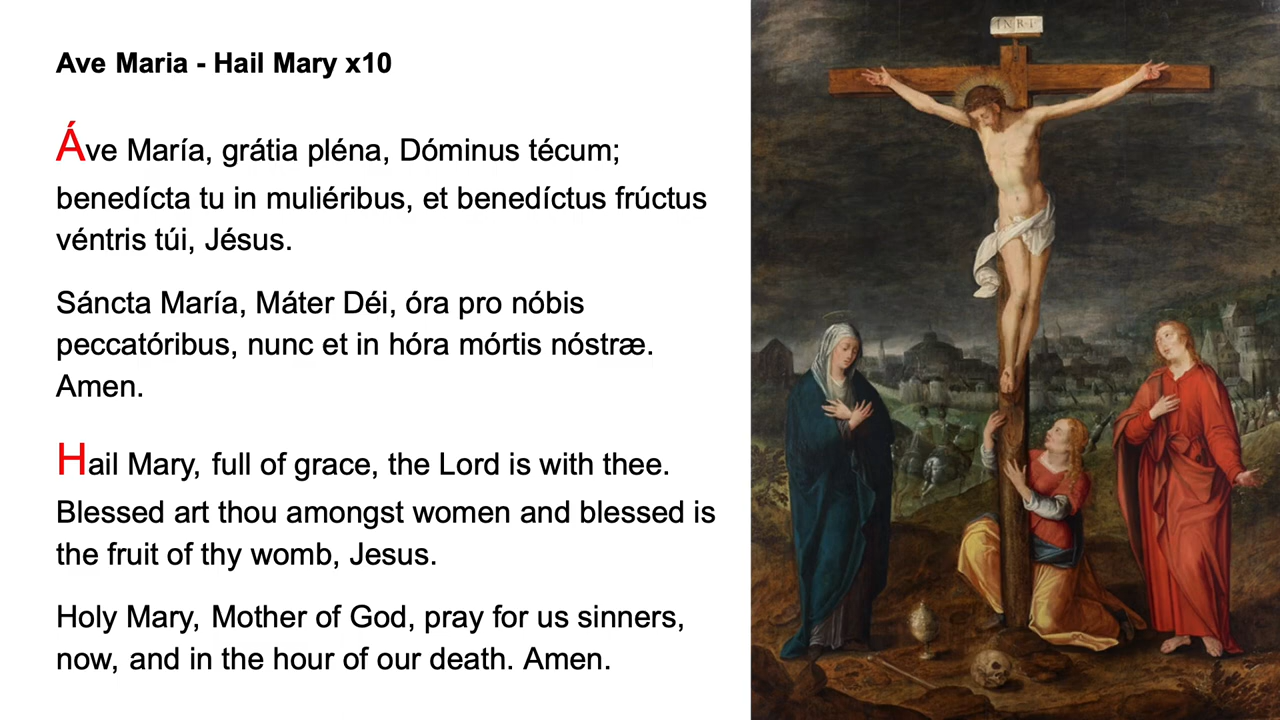 Ave Maria - Hail Mary x10
Áve María, grátia pléna, Dóminus técum;
benedícta tu in muliéribus, et benedíctus frúctus
véntris túi, Jésus.
Sáncta María, Máter Déi, óra pro nóbis
peccatóribus, nunc et in hóra mórtis nóstræ.
Amen.
Hail Mary, full of grace, the Lord is with thee.
Blessed art thou amongst women and blessed is
the fruit of thy womb, Jesus.
Holy Mary, Mother of God, pray for us sinners,
now, and in the hour of our death. Amen.
INRI